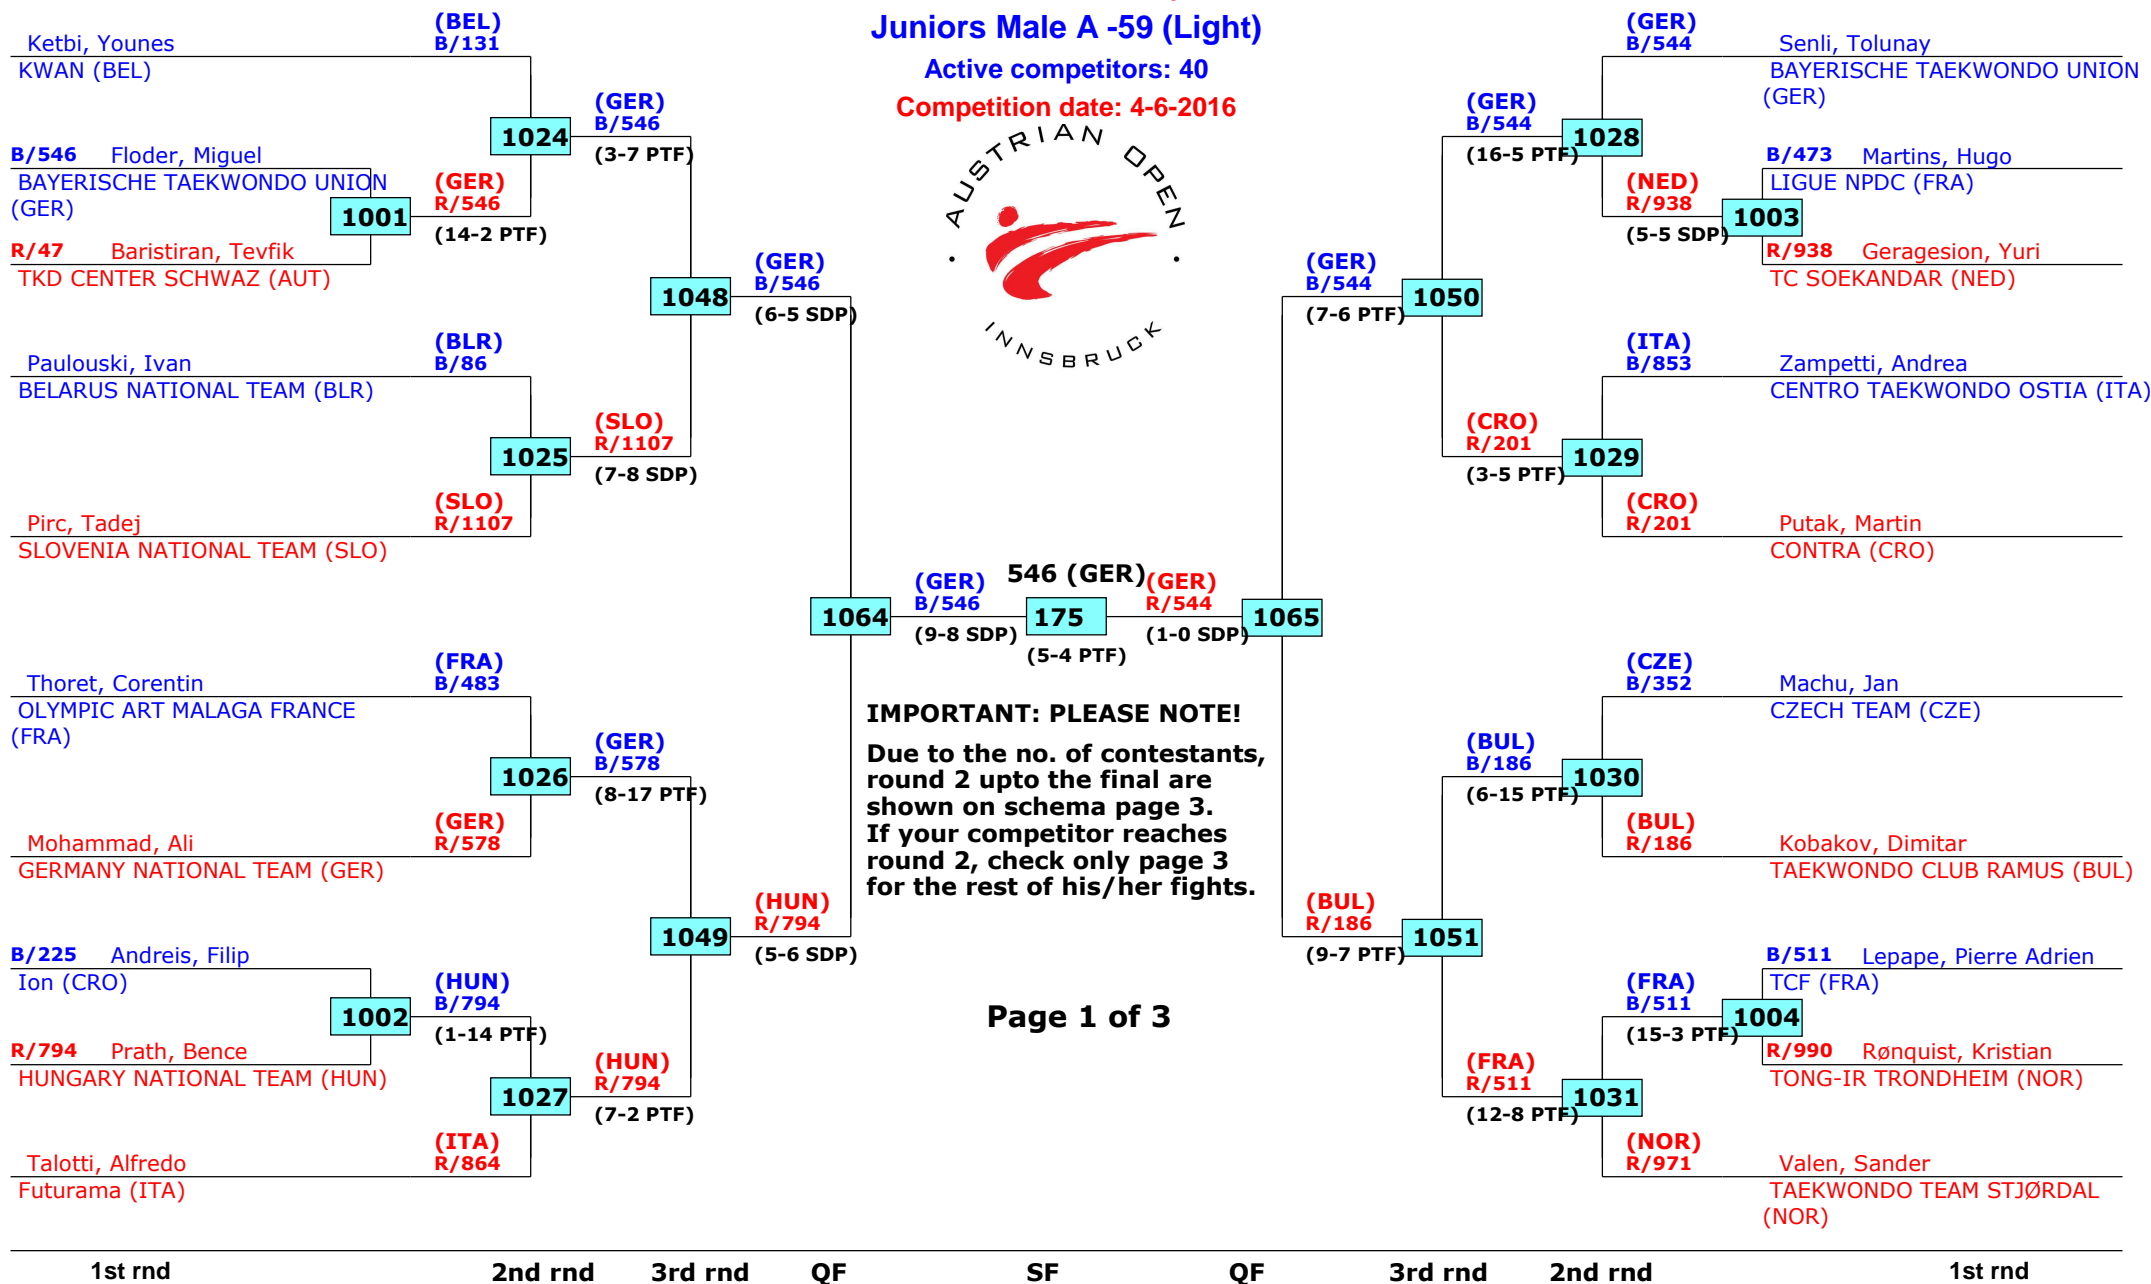 Juniors Male A -59 (Light)
Active competitors: 40
Competition date: 4-6-2016
AUSTRIAN OPEN
INNSBRUCK
Ketbi, Younes
KWAN (BEL)
(BEL)
B/131
B/546 Floder, Miguel
BAYERISCHE TAEKWONDO UNION
(GER)
1001
R/47 Baristiran, Tevfik
TKD CENTER SCHWAZ (AUT)
(GER)
R/546
(14-2 PTF)
1024
(GER)
B/546
(3-7 PTF)
Paulouski, Ivan
BELARUS NATIONAL TEAM (BLR)
(BLR)
B/86
1025
Pirc, Tadej
SLOVENIA NATIONAL TEAM (SLO)
(SLO)
R/1107
(SLO)
R/1107
(7-8 SDP)
1048
(GER)
B/546
(6-5 SDP)
Thoret, Corentin
OLYMPIC ART MALAGA FRANCE
(FRA)
(FRA)
B/483
1026
Mohammad, Ali
GERMANY NATIONAL TEAM (GER)
(GER)
R/578
(GER)
B/578
(8-17 PTF)
B/225 Andreis, Filip
Ion (CRO)
1002
R/794 Prath, Bence
HUNGARY NATIONAL TEAM (HUN)
(HUN)
B/794
(1-14 PTF)
1027
Talotti, Alfredo
Futurama (ITA)
(ITA)
R/864
(HUN)
R/794
(7-2 PTF)
1049
(HUN)
R/794
(5-6 SDP)
1064
(GER)
B/546
(9-8 SDP)
546 (GER)
175
(5-4 PTF)
(GER)
R/544
(1-0 SDP)
1065
IMPORTANT: PLEASE NOTE!
Due to the no. of contestants,
round 2 upto the final are
shown on schema page 3.
If your competitor reaches
round 2, check only page 3
for the rest of his/her fights.
Page 1 of 3
(GER)
B/544
(7-6 PTF)
1050
(GER)
B/544
(16-5 PTF)
1028
(GER)
B/544
Senli, Tolunay
BAYERISCHE TAEKWONDO UNION
(GER)
(NED)
R/938
(5-5 SDP)
1003
B/473 Martins, Hugo
LIGUE NPDC (FRA)
R/938 Geragesion, Yuri
TC SOEKANDAR (NED)
(CRO)
R/201
(3-5 PTF)
1029
(ITA)
B/853
Zampetti, Andrea
CENTRO TAEKWONDO OSTIA (ITA)
(CRO)
R/201
Putak, Martin
CONTRA (CRO)
(BUL)
R/186
(9-7 PTF)
1051
(BUL)
B/186
(6-15 PTF)
1030
(CZE)
B/352
Machu, Jan
CZECH TEAM (CZE)
(BUL)
R/186
Kobakov, Dimitar
TAEKWONDO CLUB RAMUS (BUL)
(FRA)
R/511
(12-8 PTF)
1031
(FRA)
B/511
(15-3 PTF)
1004
B/511 Lepape, Pierre Adrien
TCF (FRA)
R/990 Rønquist, Kristian
TONG-IR TRONDHEIM (NOR)
(NOR)
R/971
Valen, Sander
TAEKWONDO TEAM STJØRDAL
(NOR)
1st rnd 2nd rnd 3rd rnd QF SF QF 3rd rnd 2nd rnd 1st rnd